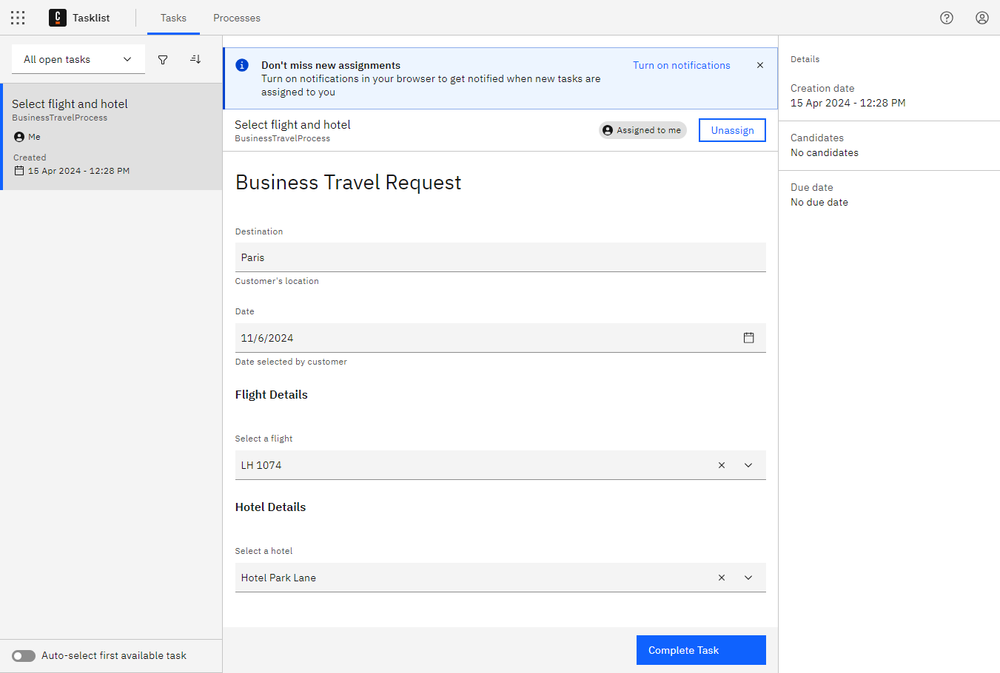 C
Tasklist
Tasks
Processes
All open tasks
Select flight and hotel
BusinessTravelProcess
Me
Created
15 Apr 2024 - 12:28 PM
Auto-select first available task
Don't miss new assignments
Turn on notifications in your browser to get notified when new tasks are
assigned to you
Turn on notifications
Select flight and hotel
BusinessTravelProcess
Assigned to me
Unassign
Business Travel Request
Destination
Paris
Customer's location
Date
11/6/2024
Date selected by customer
Flight Details
Select a flight
LH 1074
Hotel Details
Select a hotel
Hotel Park Lane
Complete Task
Details
Creation date
15 Apr 2024 - 12:28 PM
Candidates
No candidates
Due date
No due date